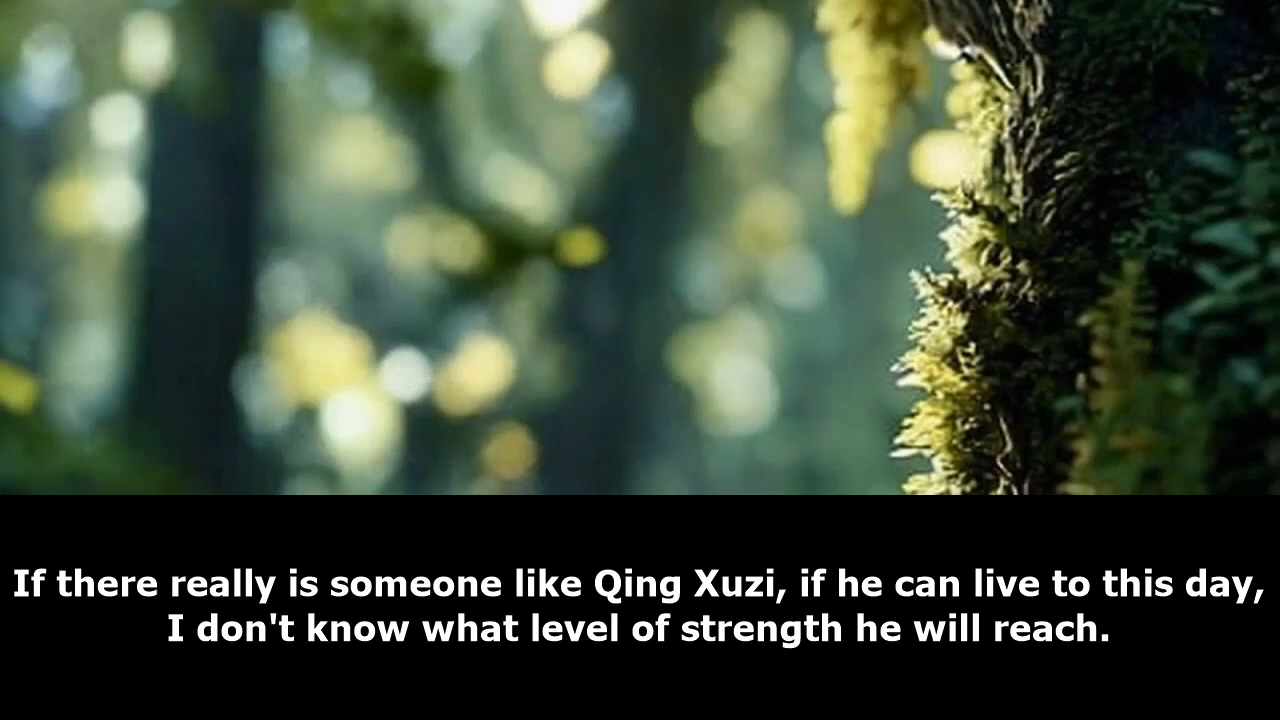 If there really is someone like Qing Xuzi, if he can live to this day,
I don't know what level of strength he will reach.